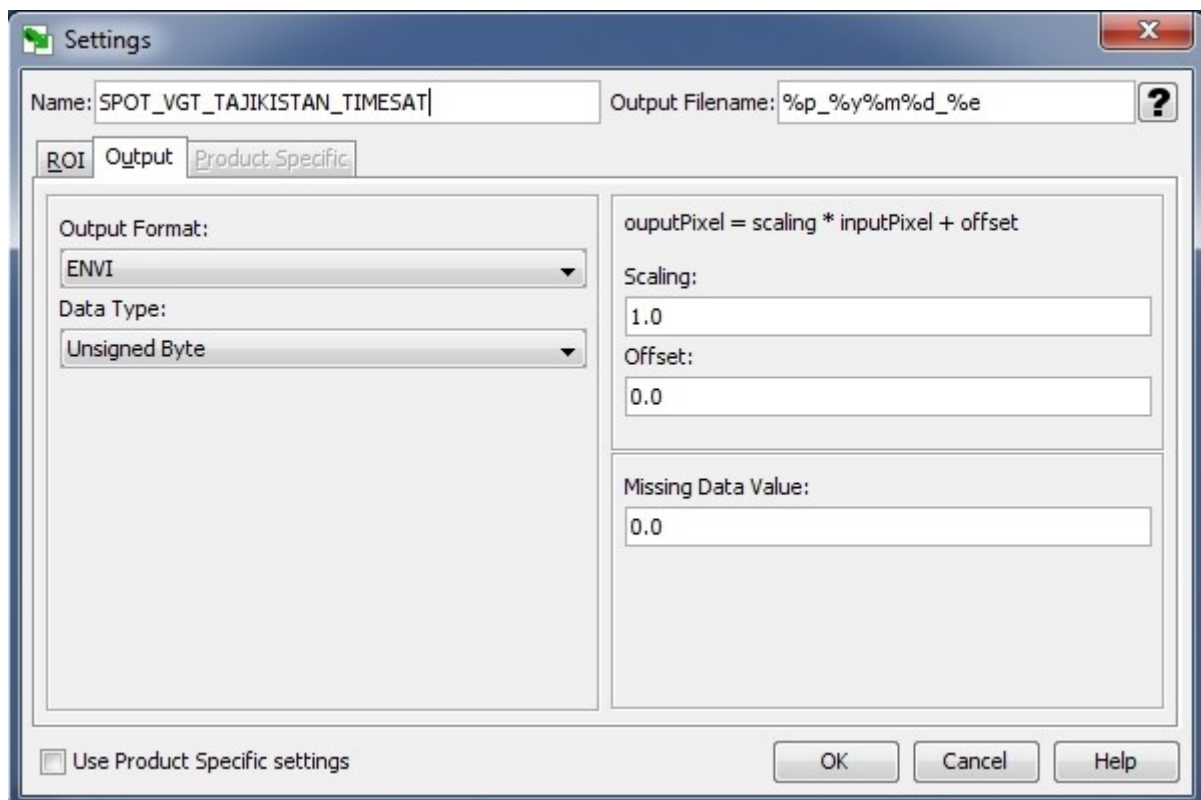 Settings
Name: SPOT_VGT_TAJIKISTAN_TIMESAT Output Filename: %p_%y%m%d_%e ?
ROI Output Product Specific
Output Format:
ENVI
Data Type:
Unsigned Byte
ouputPixel = scaling * inputPixel + offset
Scaling:
1.0
Offset:
0.0
Missing Data Value:
0.0
Use Product Specific settings OK Cancel Help